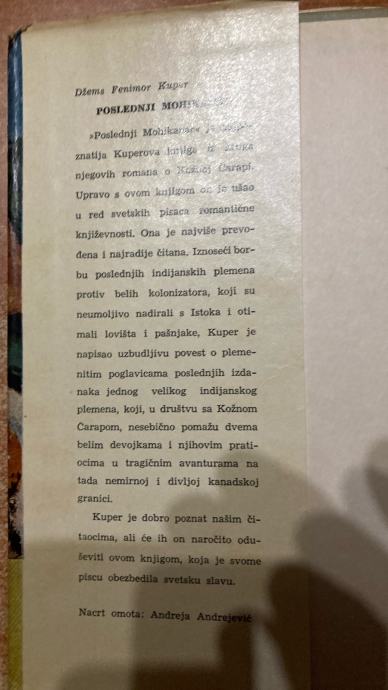 Džems Fenimor Kuper
POSLEDNJI MOHIKANAC
»Poslednji Mohikanac« je
znatija Kuperova knjiga iz kruga
njegovih romana o Kožnoj Čarapi.
Upravo s ovom knjigom on je ušao
u red svetskih pisaca romantične
književnosti. Ona je najviše prevo-
đena i najradije čitana. Iznoseći bor-
bu poslednjih indijanskih plemena
protiv belih kolonizatora, koji su
neumoljivo nadirali s Istoka i oti-
mali lovišta i pašnjake, Kuper je
napisao uzbudljivu povest o pleme-
nitim poglavicama poslednjih izda-
naka jednog velikog indijanskog
plemena, koji, u društvu sa Kožnom
Čarapom, nesebično pomažu dvema
belim devojkama i njihovim prati-
ocima u tragičnim avanturama na
tada nemirnoj i divljoj kanadskoj
granici.
Kuper je dobro poznat našim či-
taocima, ali će ih on naročito odu-
ševiti ovom knjigom, koja je svome
piscu obezbedila svetsku slavu.
Nacrt omota: Andreja Andrejević